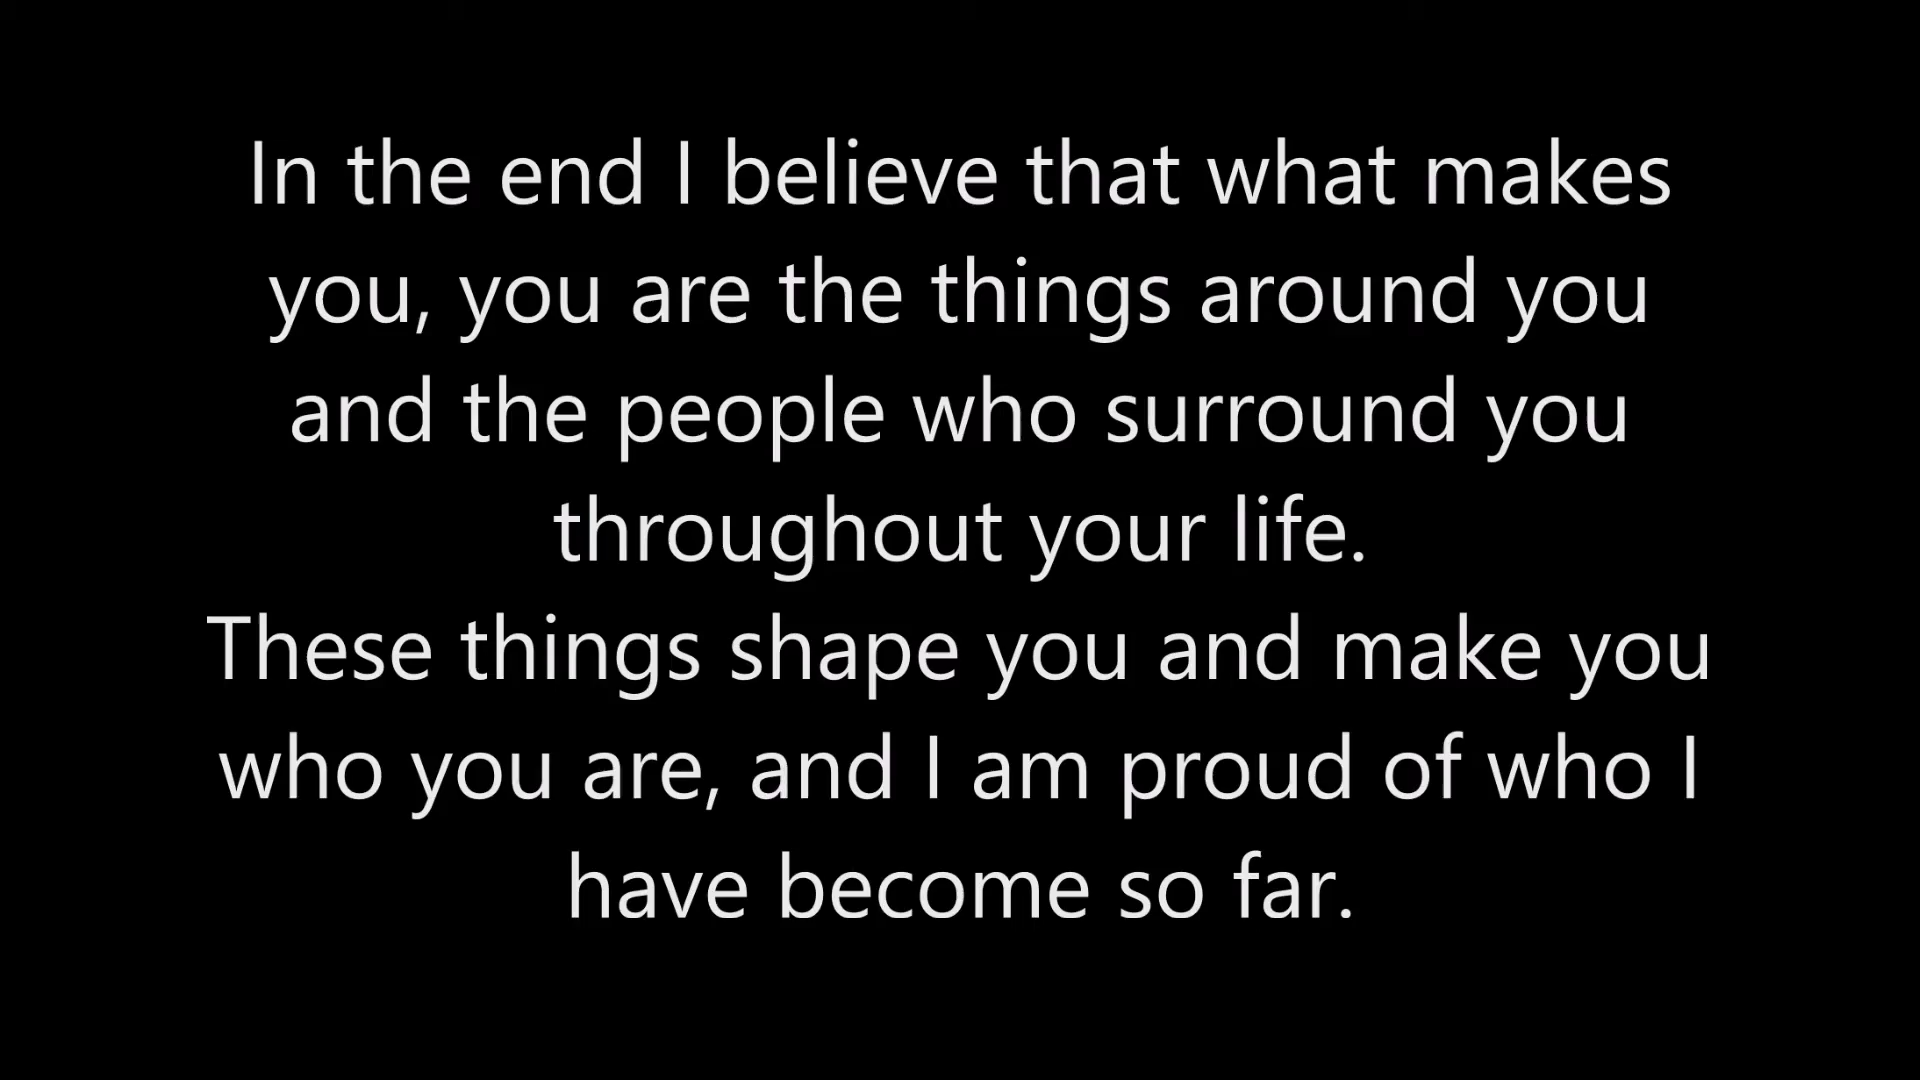 In the end I believe that what makes
you, you are the things around you
and the people who surround you
throughout your life.
These things shape you and make you
who you are, and I am proud of who I
have become so far.